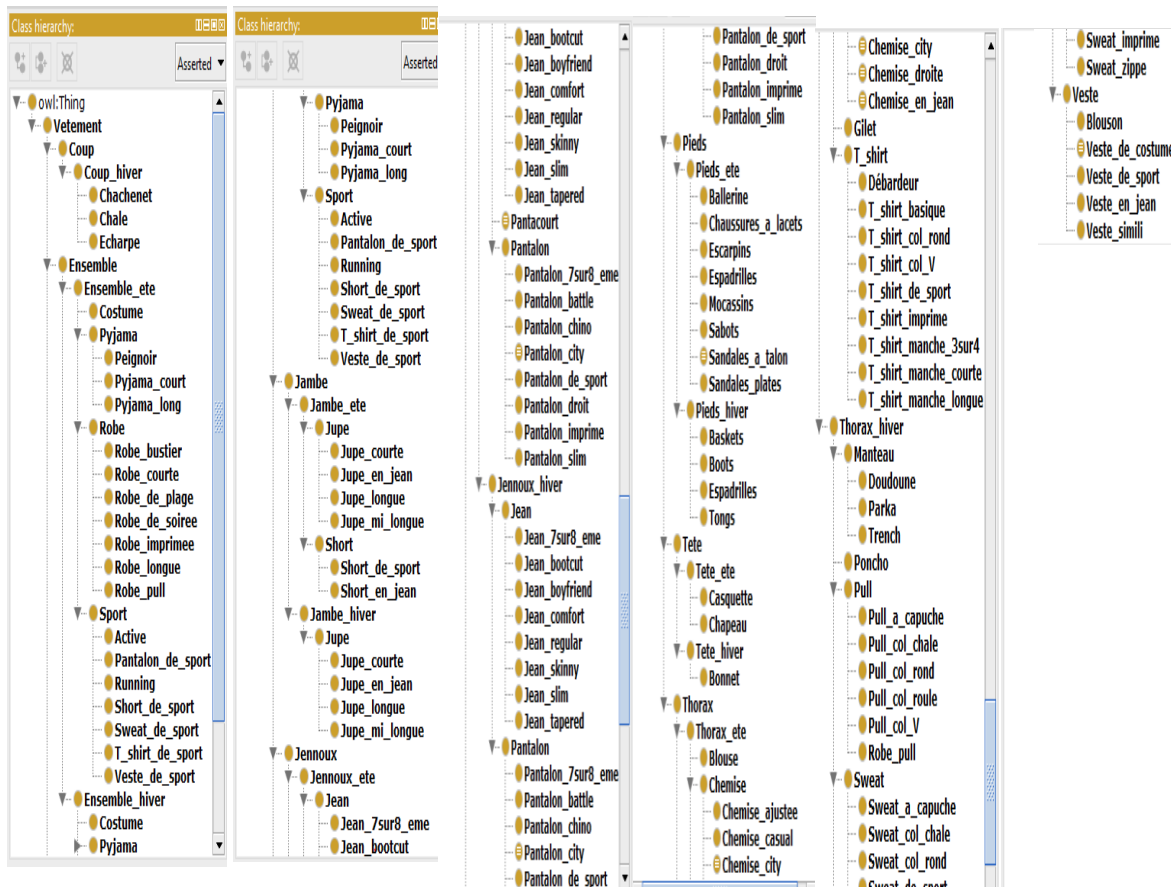 Class hierarchy:
Asserted
owl:Thing
Vetement
Coup
Coup_hiver
Chachenet
Chale
Echarpe
Ensemble
Ensemble_ete
Costume
Pyjama
Peignoir
Pyjama_court
Pyjama_long
Robe
Robe_bustier
Robe_courte
Robe_de_plage
Robe_de_soiree
Robe_imprimee
Robe_longue
Robe_pull
Sport
Active
Pantalon_de_sport
Running
Short_de_sport
Sweat_de_sport
T_shirt_de_sport
Veste_de_sport
Ensemble_hiver
Costume
Pyjama
Class hierarchy:
Asserted
Pyjama
Peignoir
Pyjama_court
Pyjama_long
Sport
Active
Pantalon_de_sport
Running
Short_de_sport
Sweat_de_sport
T_shirt_de_sport
Veste_de_sport
Jambe
Jambe_ete
Jupe
Jupe_courte
Jupe_en_jean
Jupe_longue
Jupe_mi_longue
Short
Short_de_sport
Short_en_jean
Jambe_hiver
Jupe
Jupe_courte
Jupe_en_jean
Jupe_longue
Jupe_mi_longue
Jennoux
Jennoux_ete
Jean
Jean_7sur8_eme
Jean_bootcut
Jean_bootcut
Jean_boyfriend
Jean_comfort
Jean_regular
Jean_skinny
Jean_slim
Jean_tapered
Pantacourt
Pantalon
Pantalon_7sur8_eme
Pantalon_battle
Pantalon_chino
Pantalon_city
Pantalon_de_sport
Pantalon_droit
Pantalon_imprime
Pantalon_slim
Jennoux_hiver
Jean
Jean_7sur8_eme
Jean_bootcut
Jean_boyfriend
Jean_comfort
Jean_regular
Jean_skinny
Jean_slim
Jean_tapered
Pantalon
Pantalon_7sur8_eme
Pantalon_battle
Pantalon_chino
Pantalon_city
Pantalon_de_sport
Pantalon_de_sport
Pantalon_droit
Pantalon_imprime
Pantalon_slim
Pieds
Pieds_ete
Ballerine
Chaussures_a_lacets
Escarpins
Espadrilles
Mocassins
Sabots
Sandales_a_talon
Sandales_plates
Pieds_hiver
Baskets
Boots
Espadrilles
Tongs
Tete
Tete_ete
Casquette
Chapeau
Tete_hiver
Bonnet
Thorax
Thorax_ete
Blouse
Chemise
Chemise_ajustee
Chemise_casual
Chemise_city
Chemise_city
Chemise_droite
Chemise_en_jean
Gilet
T_shirt
Débardeur
T_shirt_basique
T_shirt_col_rond
T_shirt_col_V
T_shirt_de_sport
T_shirt_imprime
T_shirt_manche_3sur4
T_shirt_manche_courte
T_shirt_manche_longue
Thorax_hiver
Manteau
Doudoune
Parka
Trench
Poncho
Pull
Pull_a_capuche
Pull_col_chale
Pull_col_rond
Pull_col_roule
Pull_col_V
Robe_pull
Sweat
Sweat_a_capuche
Sweat_col_chale
Sweat_col_rond
Sweat_de_sport
Sweat_imprime
Sweat_zippe
Veste
Blouson
Veste_de_costume
Veste_de_sport
Veste_en_jean
Veste_simili